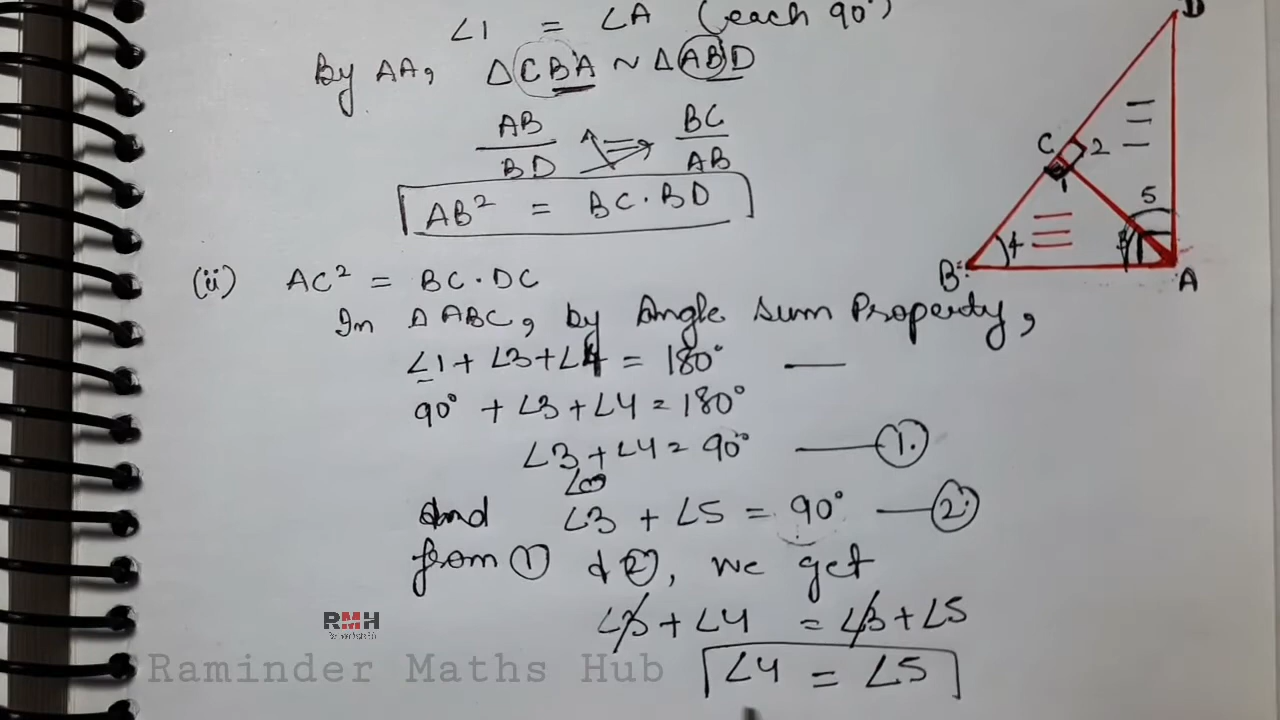 ∠1 = ∠A (each 90°)
By AA, △CBA ~ △ABD
AB/BD = BC/AB
AB² = BC·BD
(ii) AC² = BC·DC
In △ABC, by Angle sum Property,
∠1 + ∠3 + ∠4 = 180°
90° + ∠3 + ∠4 = 180°
∠3 + ∠4 = 90° — ①.
and ∠3 + ∠5 = 90° — ②.
from ① & ②, we get
∠3 + ∠4 = ∠3 + ∠5
∠4 = ∠5
D
C
2
1
5
4
B
A
RMH
Raminder Maths Hub